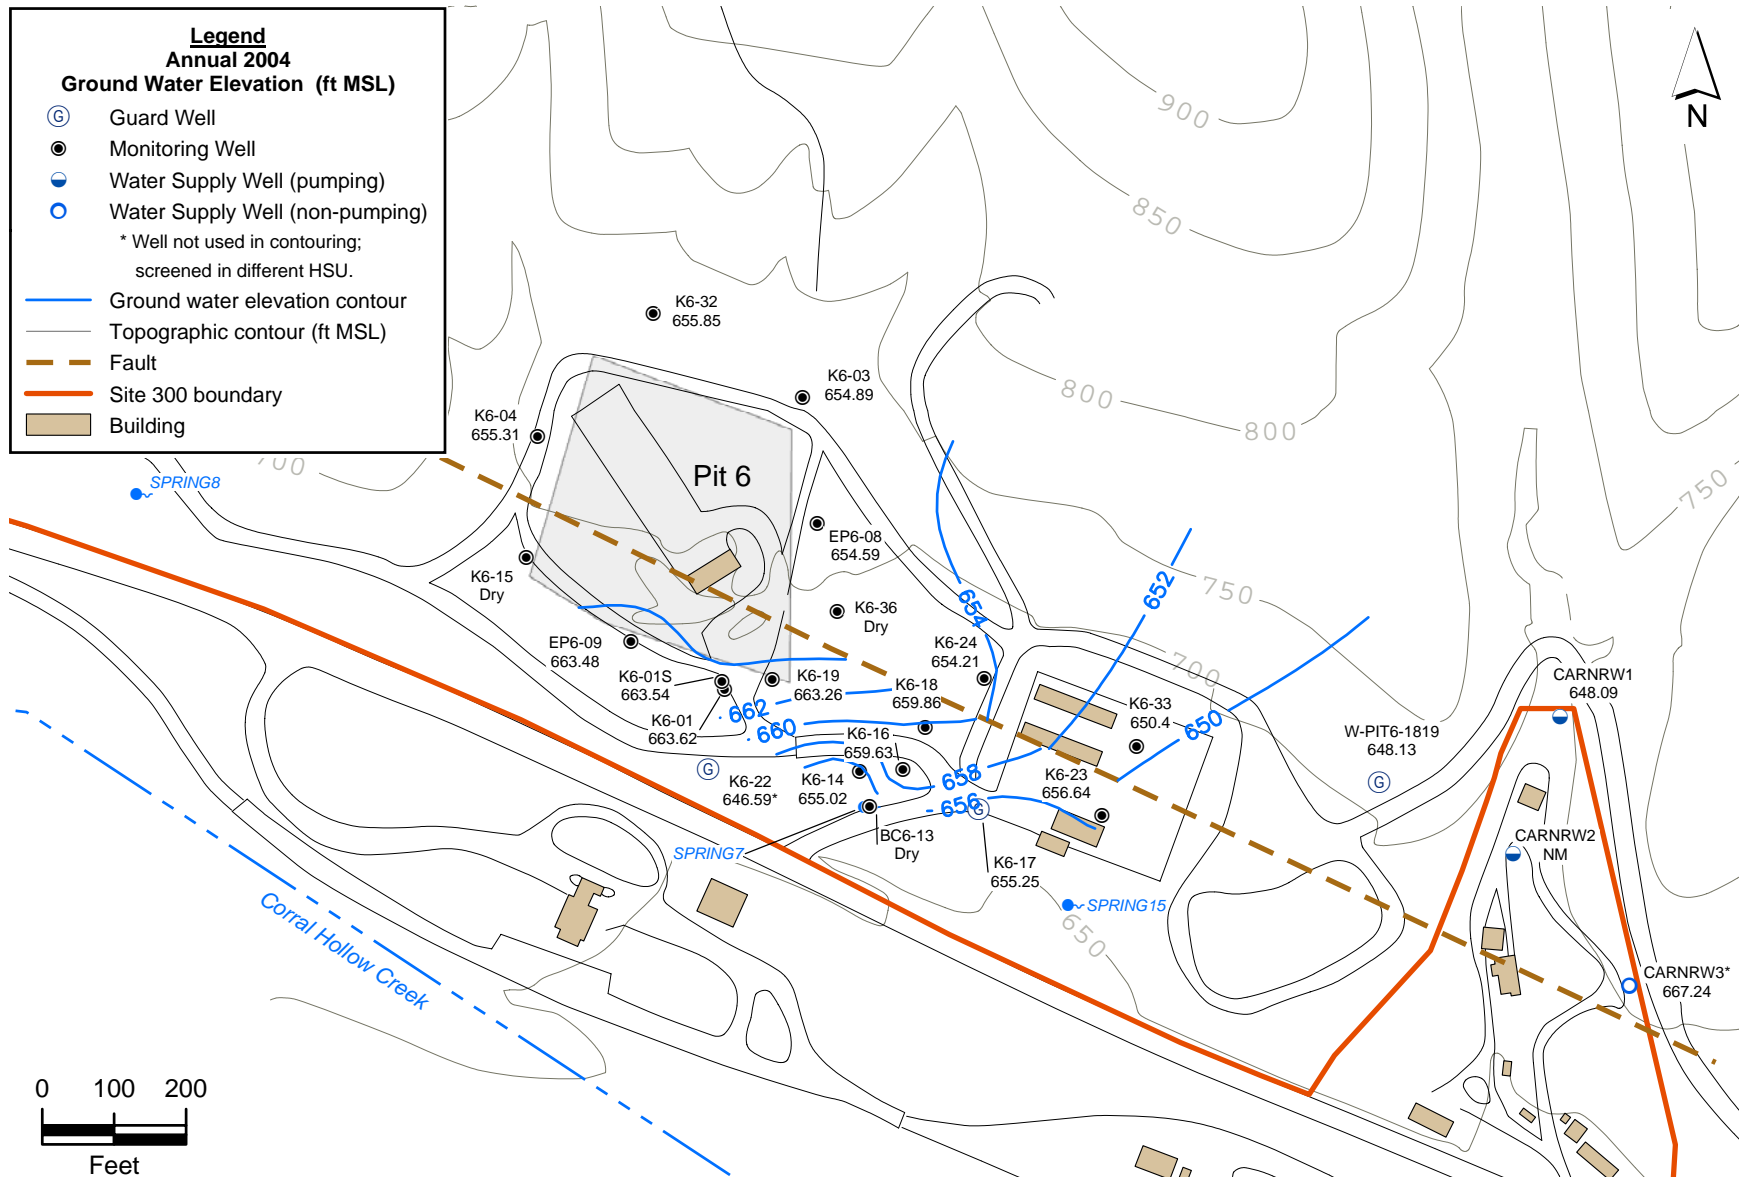 Legend
Annual 2004
Ground Water Elevation (ft MSL)
G Guard Well
Monitoring Well
Water Supply Well (pumping)
Water Supply Well (non-pumping)
* Well not used in contouring;
screened in different HSU.
Ground water elevation contour
Topographic contour (ft MSL)
Fault
Site 300 boundary
Building
N
900
850
800
800
750
750
700
700
650
K6-32
655.85
K6-03
654.89
K6-04
655.31
SPRING8
Pit 6
EP6-08
654.59
K6-15
Dry
K6-36
Dry
654
652
EP6-09
663.48
K6-24
654.21
K6-01S
663.54
K6-19
663.26
K6-18
659.86
K6-33
650.4
650
CARNRW1
648.09
662
660
K6-01
663.62
K6-16
659.63
W-PIT6-1819
648.13
G
G
K6-22
646.59*
K6-14
655.02
658
K6-23
656.64
656
G
BC6-13
Dry
SPRING7
K6-17
655.25
CARNRW2
NM
SPRING15
Corral Hollow Creek
CARNRW3*
667.24
0 100 200
Feet